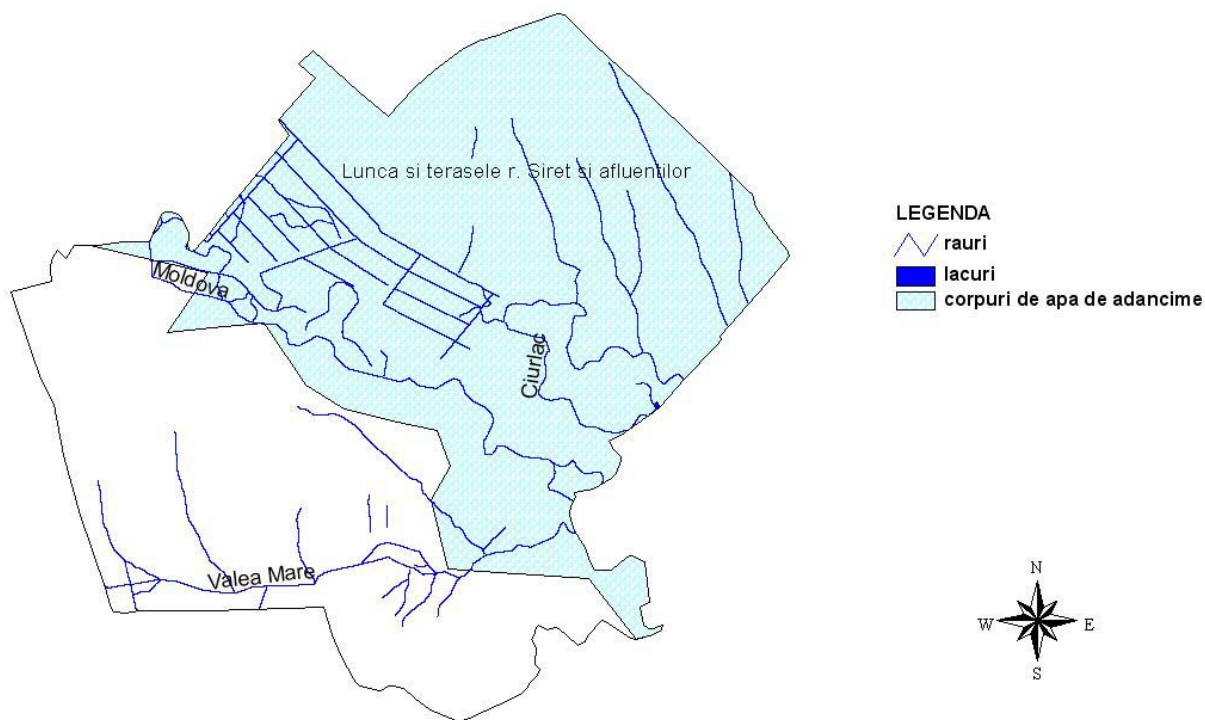 Lunca si terasele r. Siret si afluentilor
Moldova
Ciurlac
Valea Mare
LEGENDA
rauri
lacuri
corpuri de apa de adancime
N
W E
S